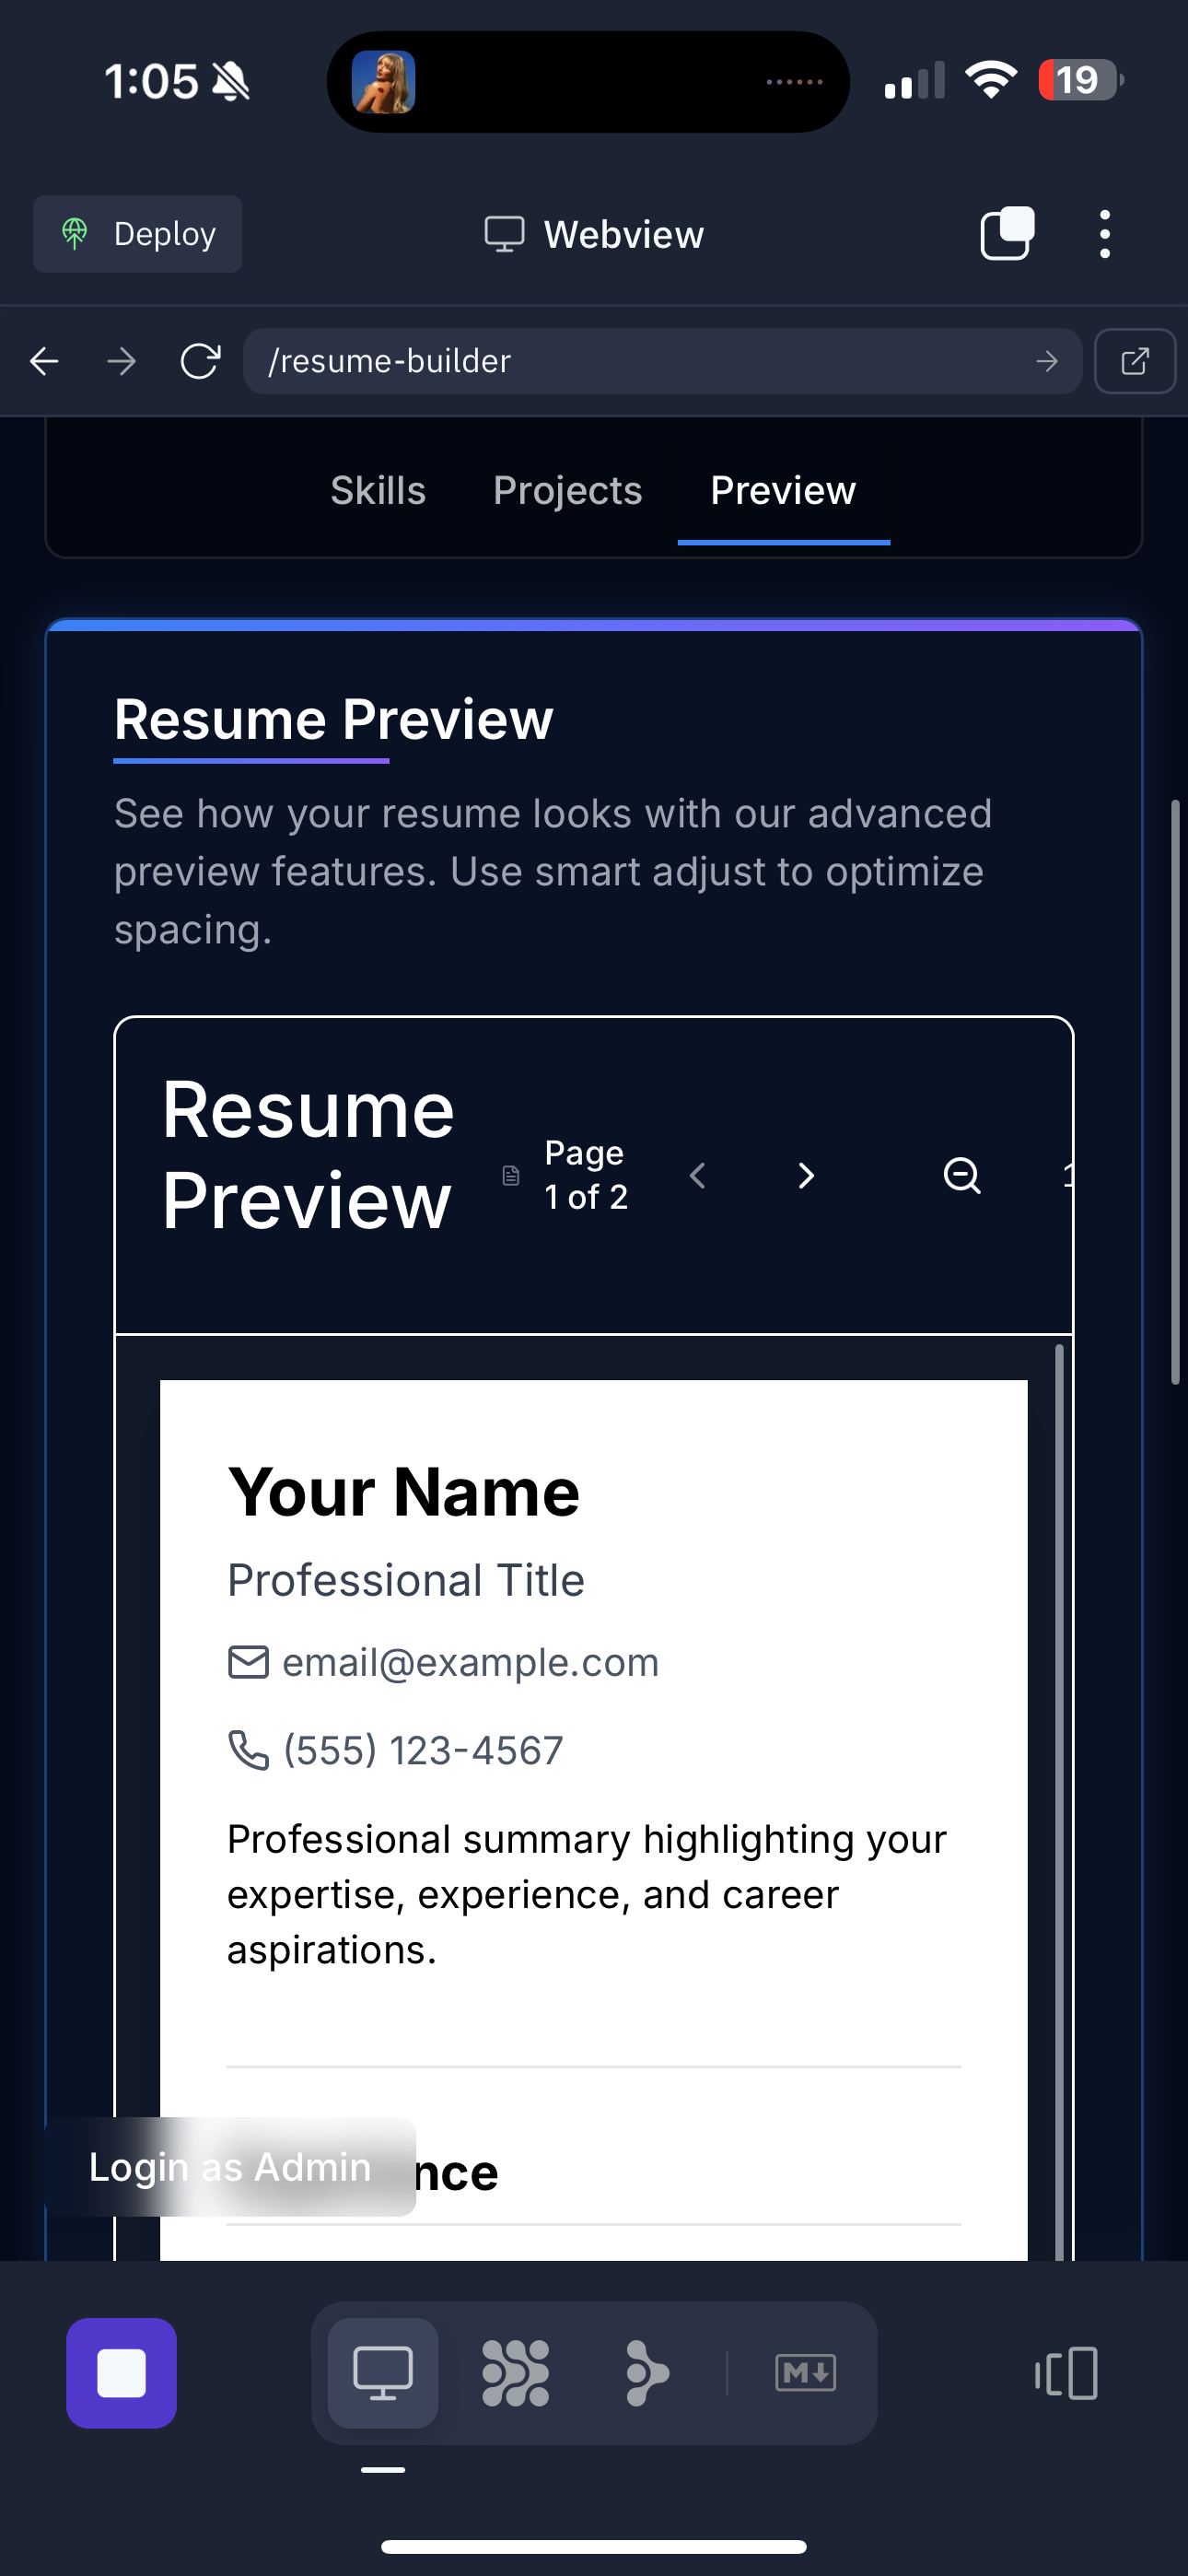 1:05
19
Deploy
Webview
/resume-builder
Skills Projects Preview
Resume Preview
See how your resume looks with our advanced
preview features. Use smart adjust to optimize
spacing.
Resume
Preview
Page
1 of 2
Your Name
Professional Title
email@example.com
(555) 123-4567
Professional summary highlighting your
expertise, experience, and career
aspirations.
Login as Admin
nce
M